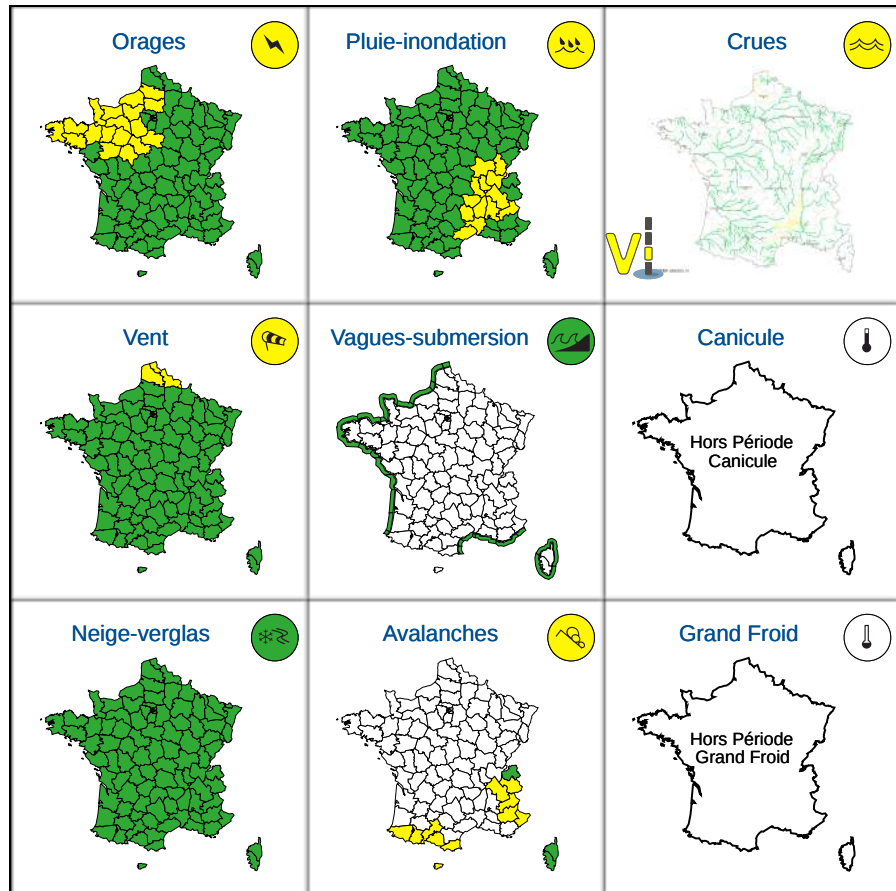 Orages
Pluie-inondation
Crues
Vi
Vent
Vagues-submersion
Canicule
Hors Période
Canicule
Neige-verglas
Avalanches
Grand Froid
Hors Période
Grand Froid